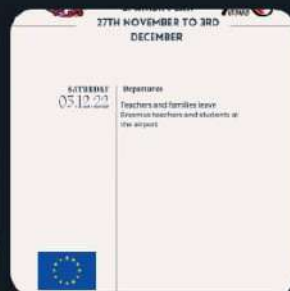 27TH NOVEMBER TO 3RD
DECEMBER
SATURDAY
03.12.22
Departures
Teachers and families leave
Erasmus teachers and students at
the airport